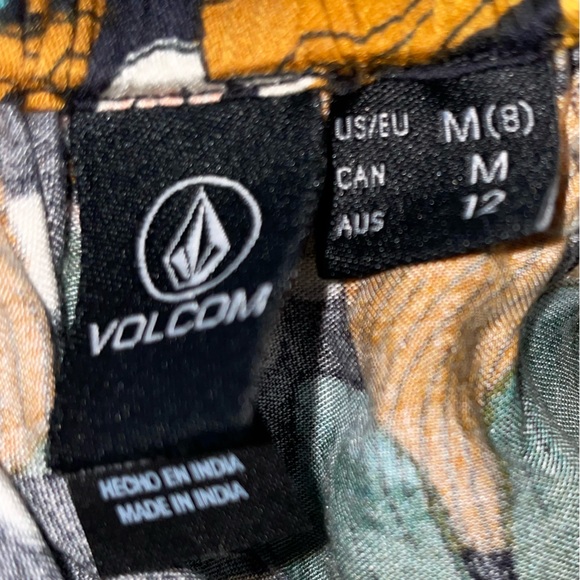 US/EU M(8)
CAN M
AUS 12
VOLCOM
HECHO EN INDIA
MADE IN INDIA